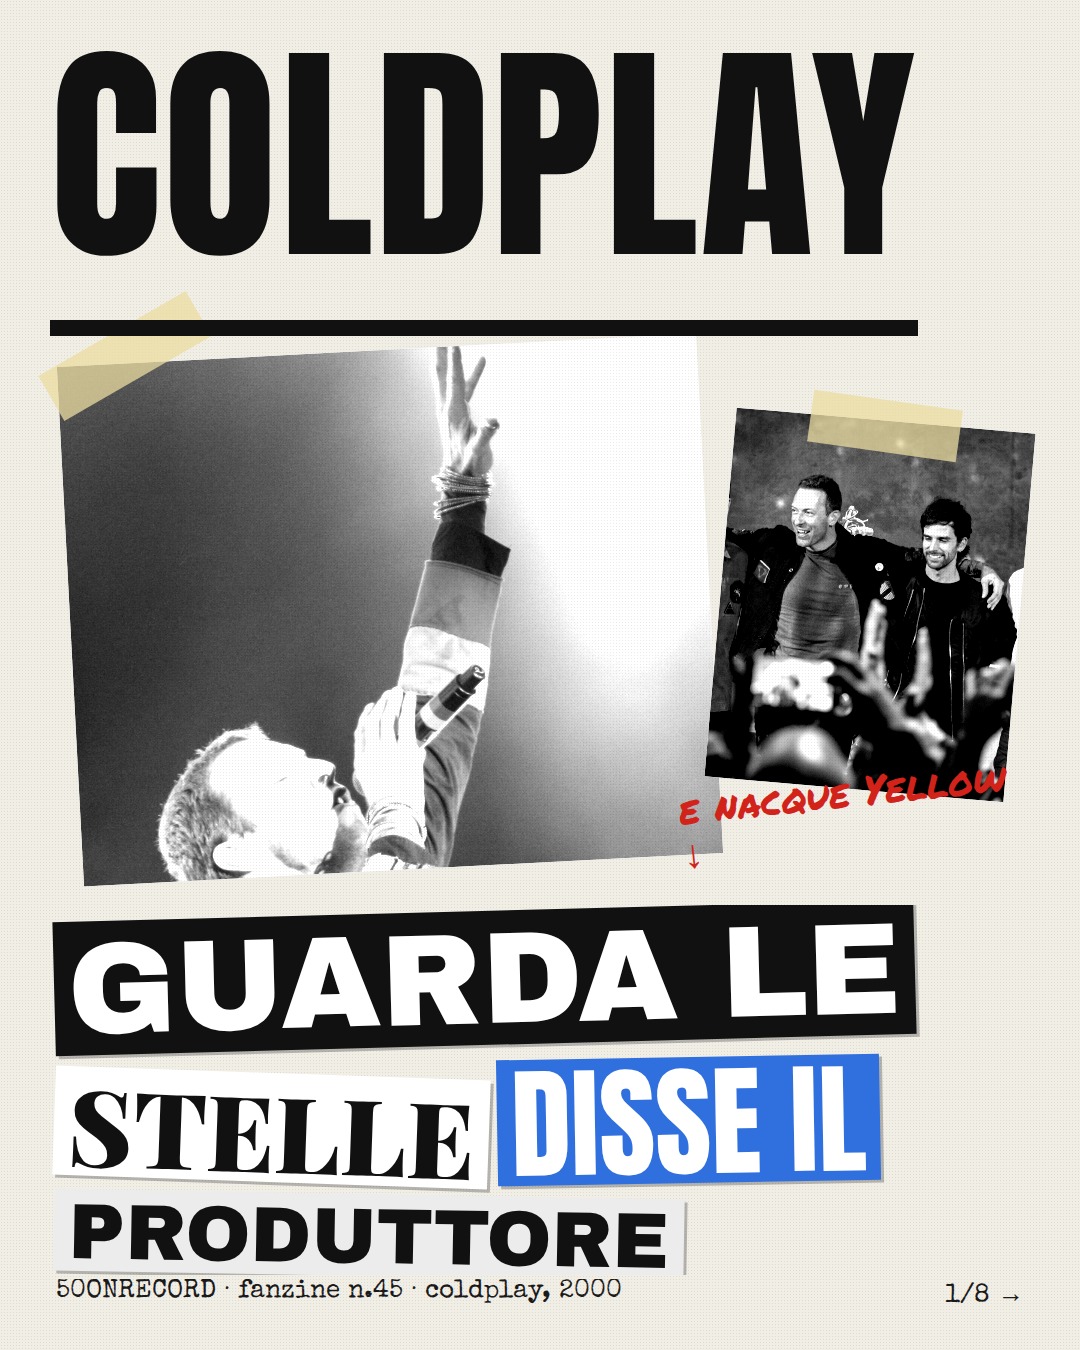 COLDPLAY
E NACQUE YELLOW
↓
GUARDA LE
STELLE DISSE IL
PRODUTTORE
50ONRECORD · fanzine n.45 · coldplay, 2000
1/8 →